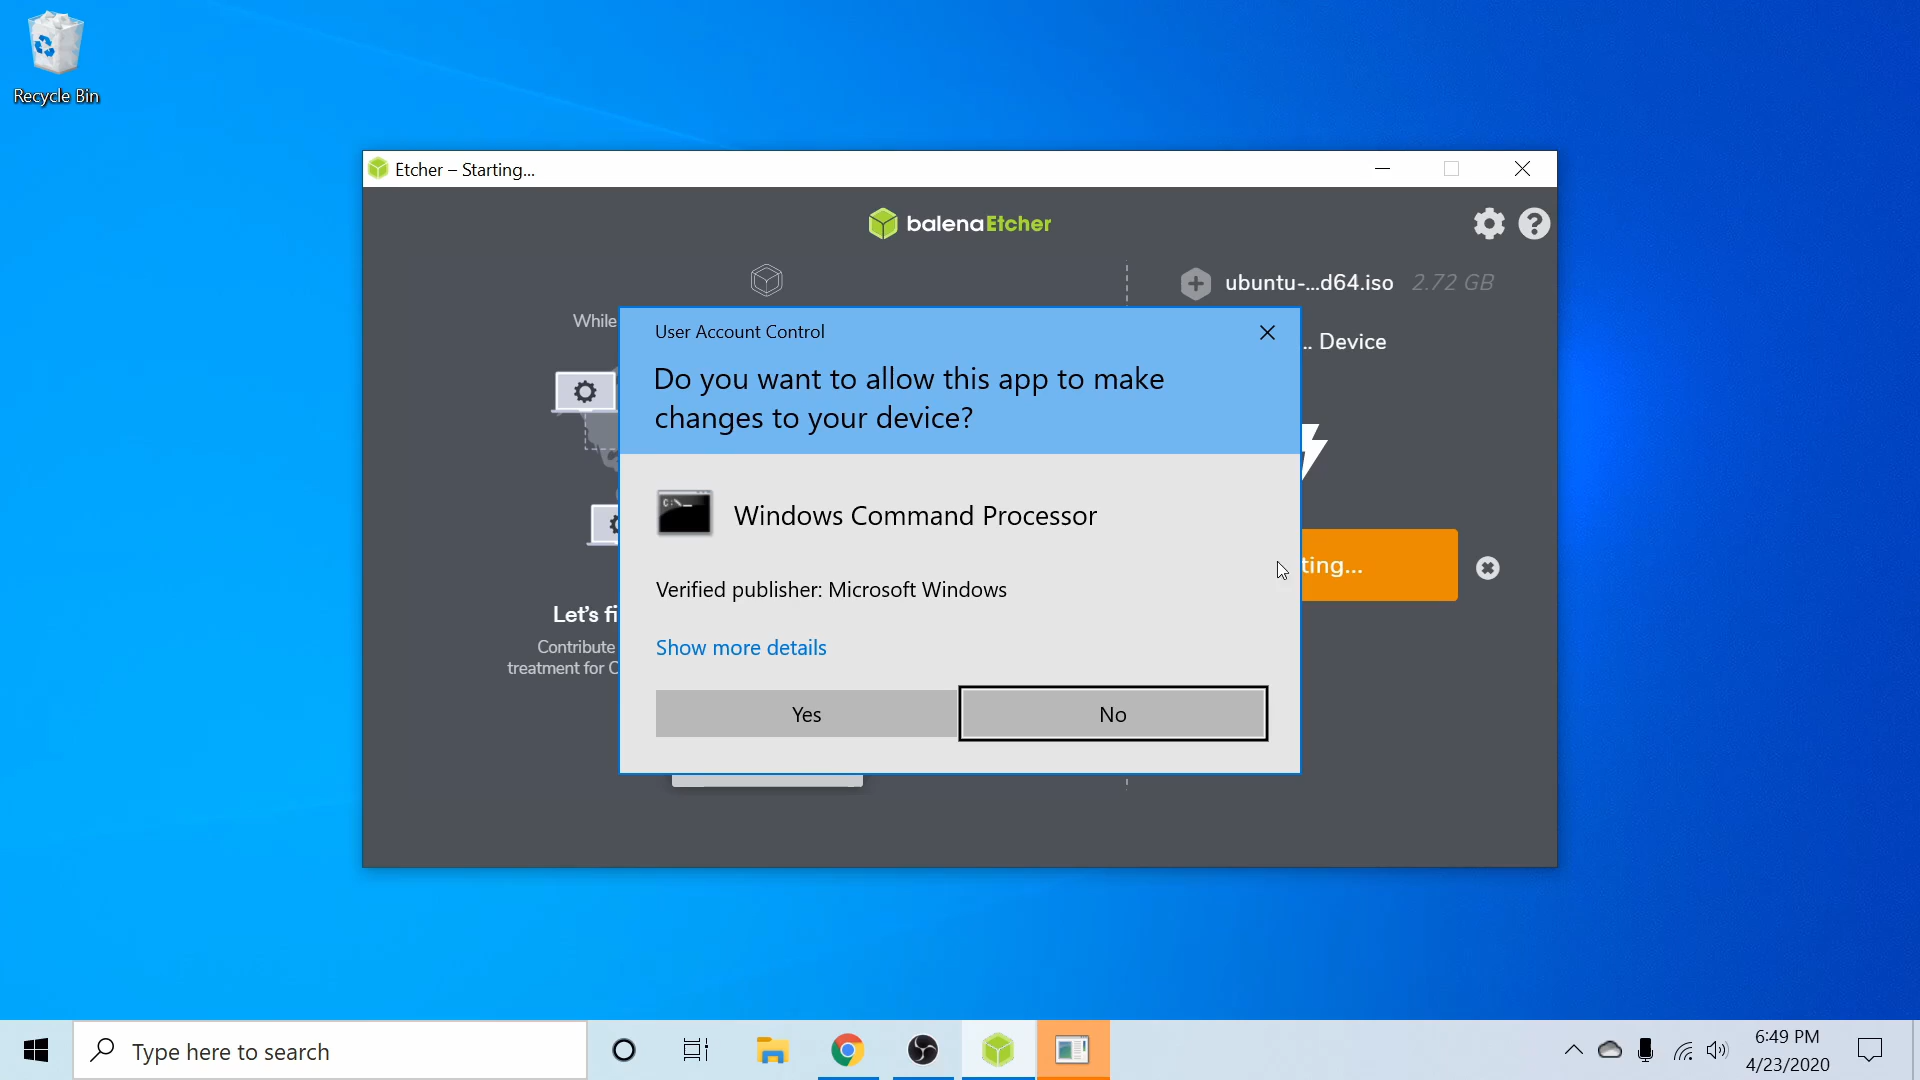 Recycle Bin
Etcher – Starting...
balenaEtcher
ubuntu-...d64.iso 2.72 GB
While
.. Device
User Account Control
Do you want to allow this app to make
changes to your device?
C:\_
Windows Command Processor
ting...
Verified publisher: Microsoft Windows
Let's fi
Contribute
treatment for C
Show more details
Yes
No
Type here to search
6:49 PM
4/23/2020